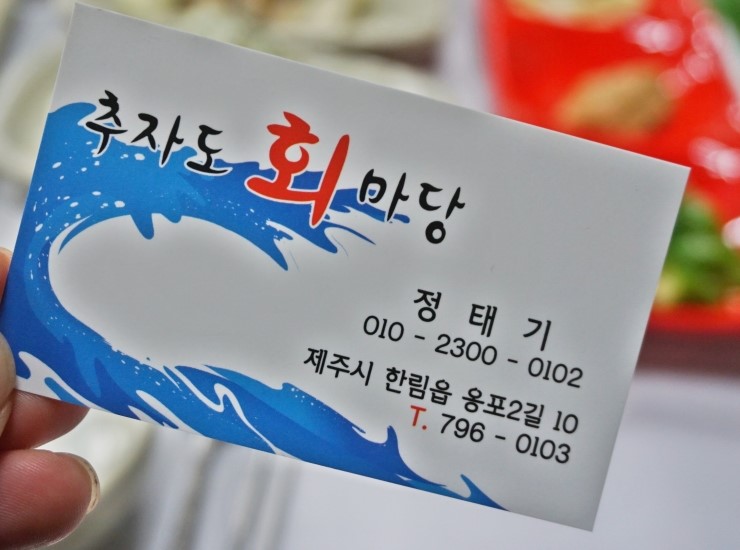 추자도 회 마당
정 태 기
010 - 2300 - 0102
제주시 한림읍 옹포2길 10
T. 796 - 0103